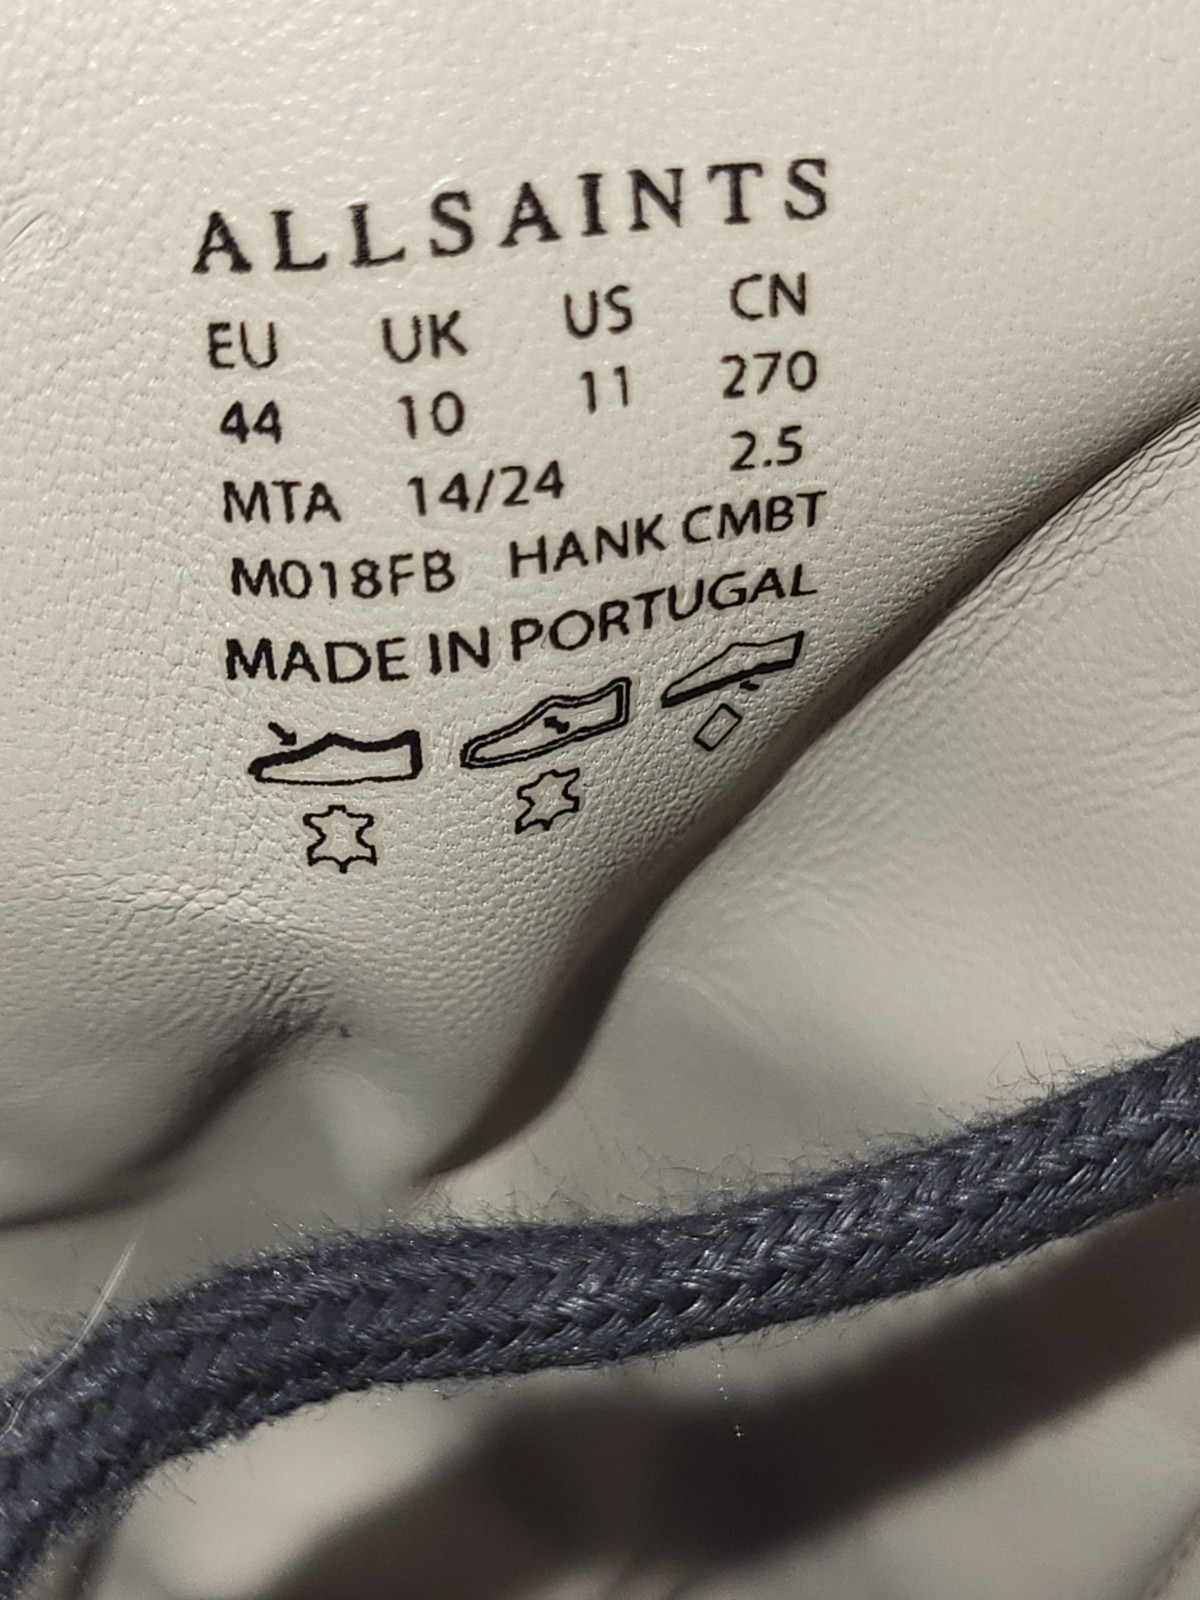 ALLSAINTS
EU UK US CN
44 10 11 270
MTA 14/24 2.5
M018FB HANK CMBT
MADE IN PORTUGAL